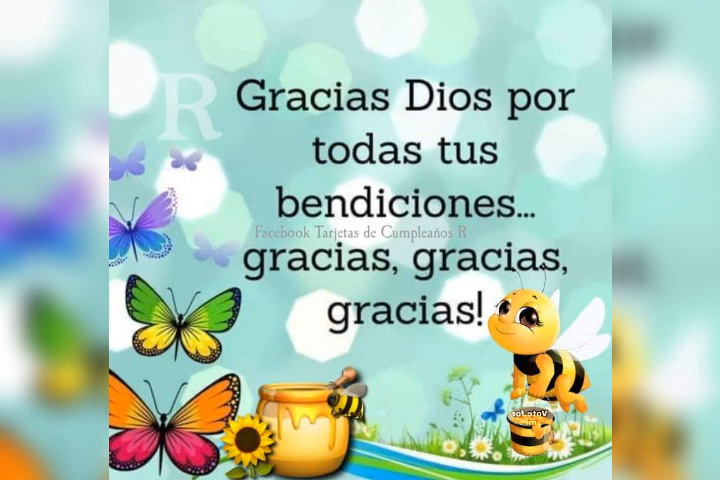 R
Gracias Dios por
todas tus
bendiciones...
Facebook Tarjetas de Cumpleaños R
gracias, gracias,
gracias!